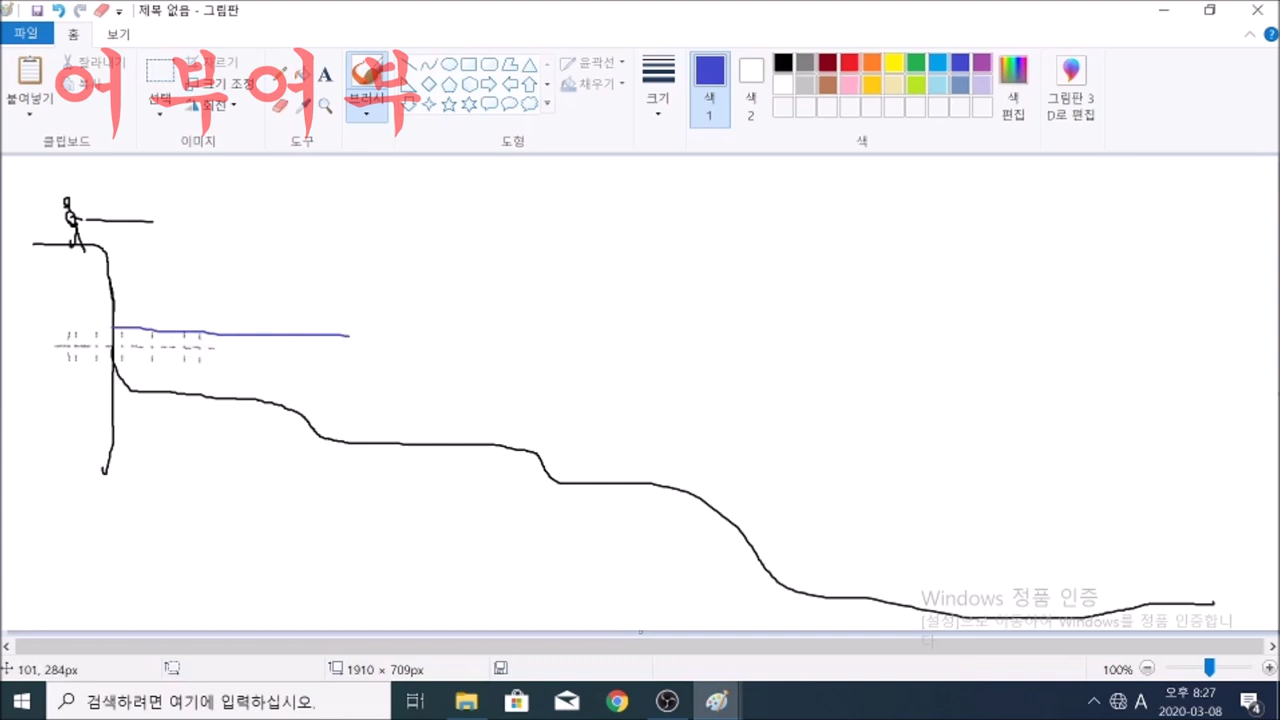 제목 없음 - 그림판
파일 홈 보기
어부여부
잘라내기
붙여넣기
클립보드
선택
자르기
크기 조정
회전
이미지
A
도구
브러시
윤곽선
채우기
도형
크기
색 1
색 2
색 편집
색
그림판 3D로 편집
Windows 정품 인증
[설정]으로 이동하여 Windows를 정품 인증합니다
101, 284px
1910 × 709px
100%
검색하려면 여기에 입력하십시오.
A
오후 8:27
2020-03-08
4